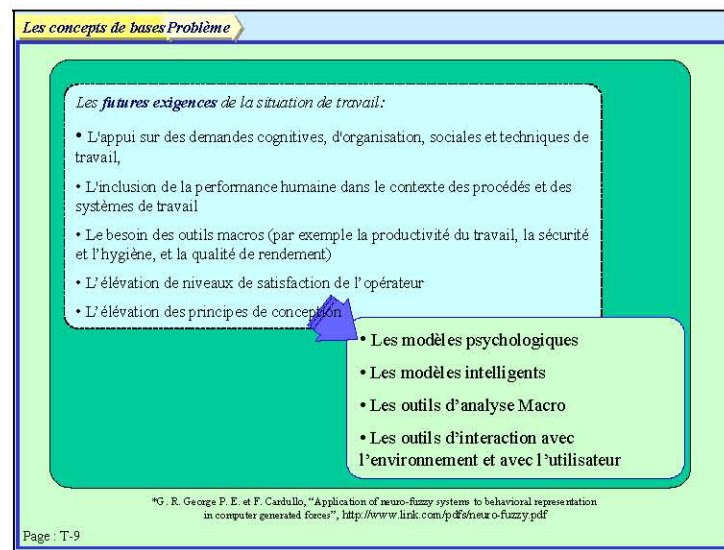 Les concepts de bases Problème
Les futures exigences de la situation de travail:
• L'appui sur des demandes cognitives, d'organisation, sociales et techniques de
travail,
• L'inclusion de la performance humaine dans le contexte des procédés et des
systèmes de travail
• Le besoin des outils macros (par exemple la productivité du travail, la sécurité
et l'hygiène, et la qualité de rendement)
• L'élévation de niveaux de satisfaction de l'opérateur
• L'élévation des principes de conception
• Les modèles psychologiques
• Les modèles intelligents
• Les outils d'analyse Macro
• Les outils d'interaction avec
l'environnement et avec l'utilisateur
*G. R. George P. E. et F. Cardullo, "Application of neuro-fuzzy systems to behavioral representation
in computer generated forces", http://www.link.com/pdfs/neuro-fuzzy.pdf
Page : T-9